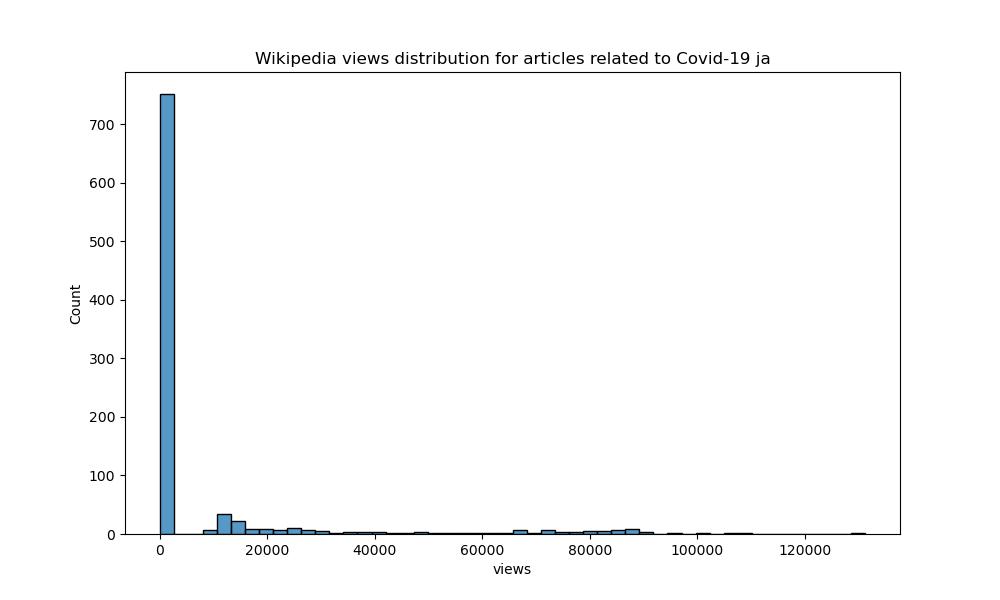 Wikipedia views distribution for articles related to Covid-19 ja
700
600
500
400
300
200
100
0
Count
0 20000 40000 60000 80000 100000 120000
views